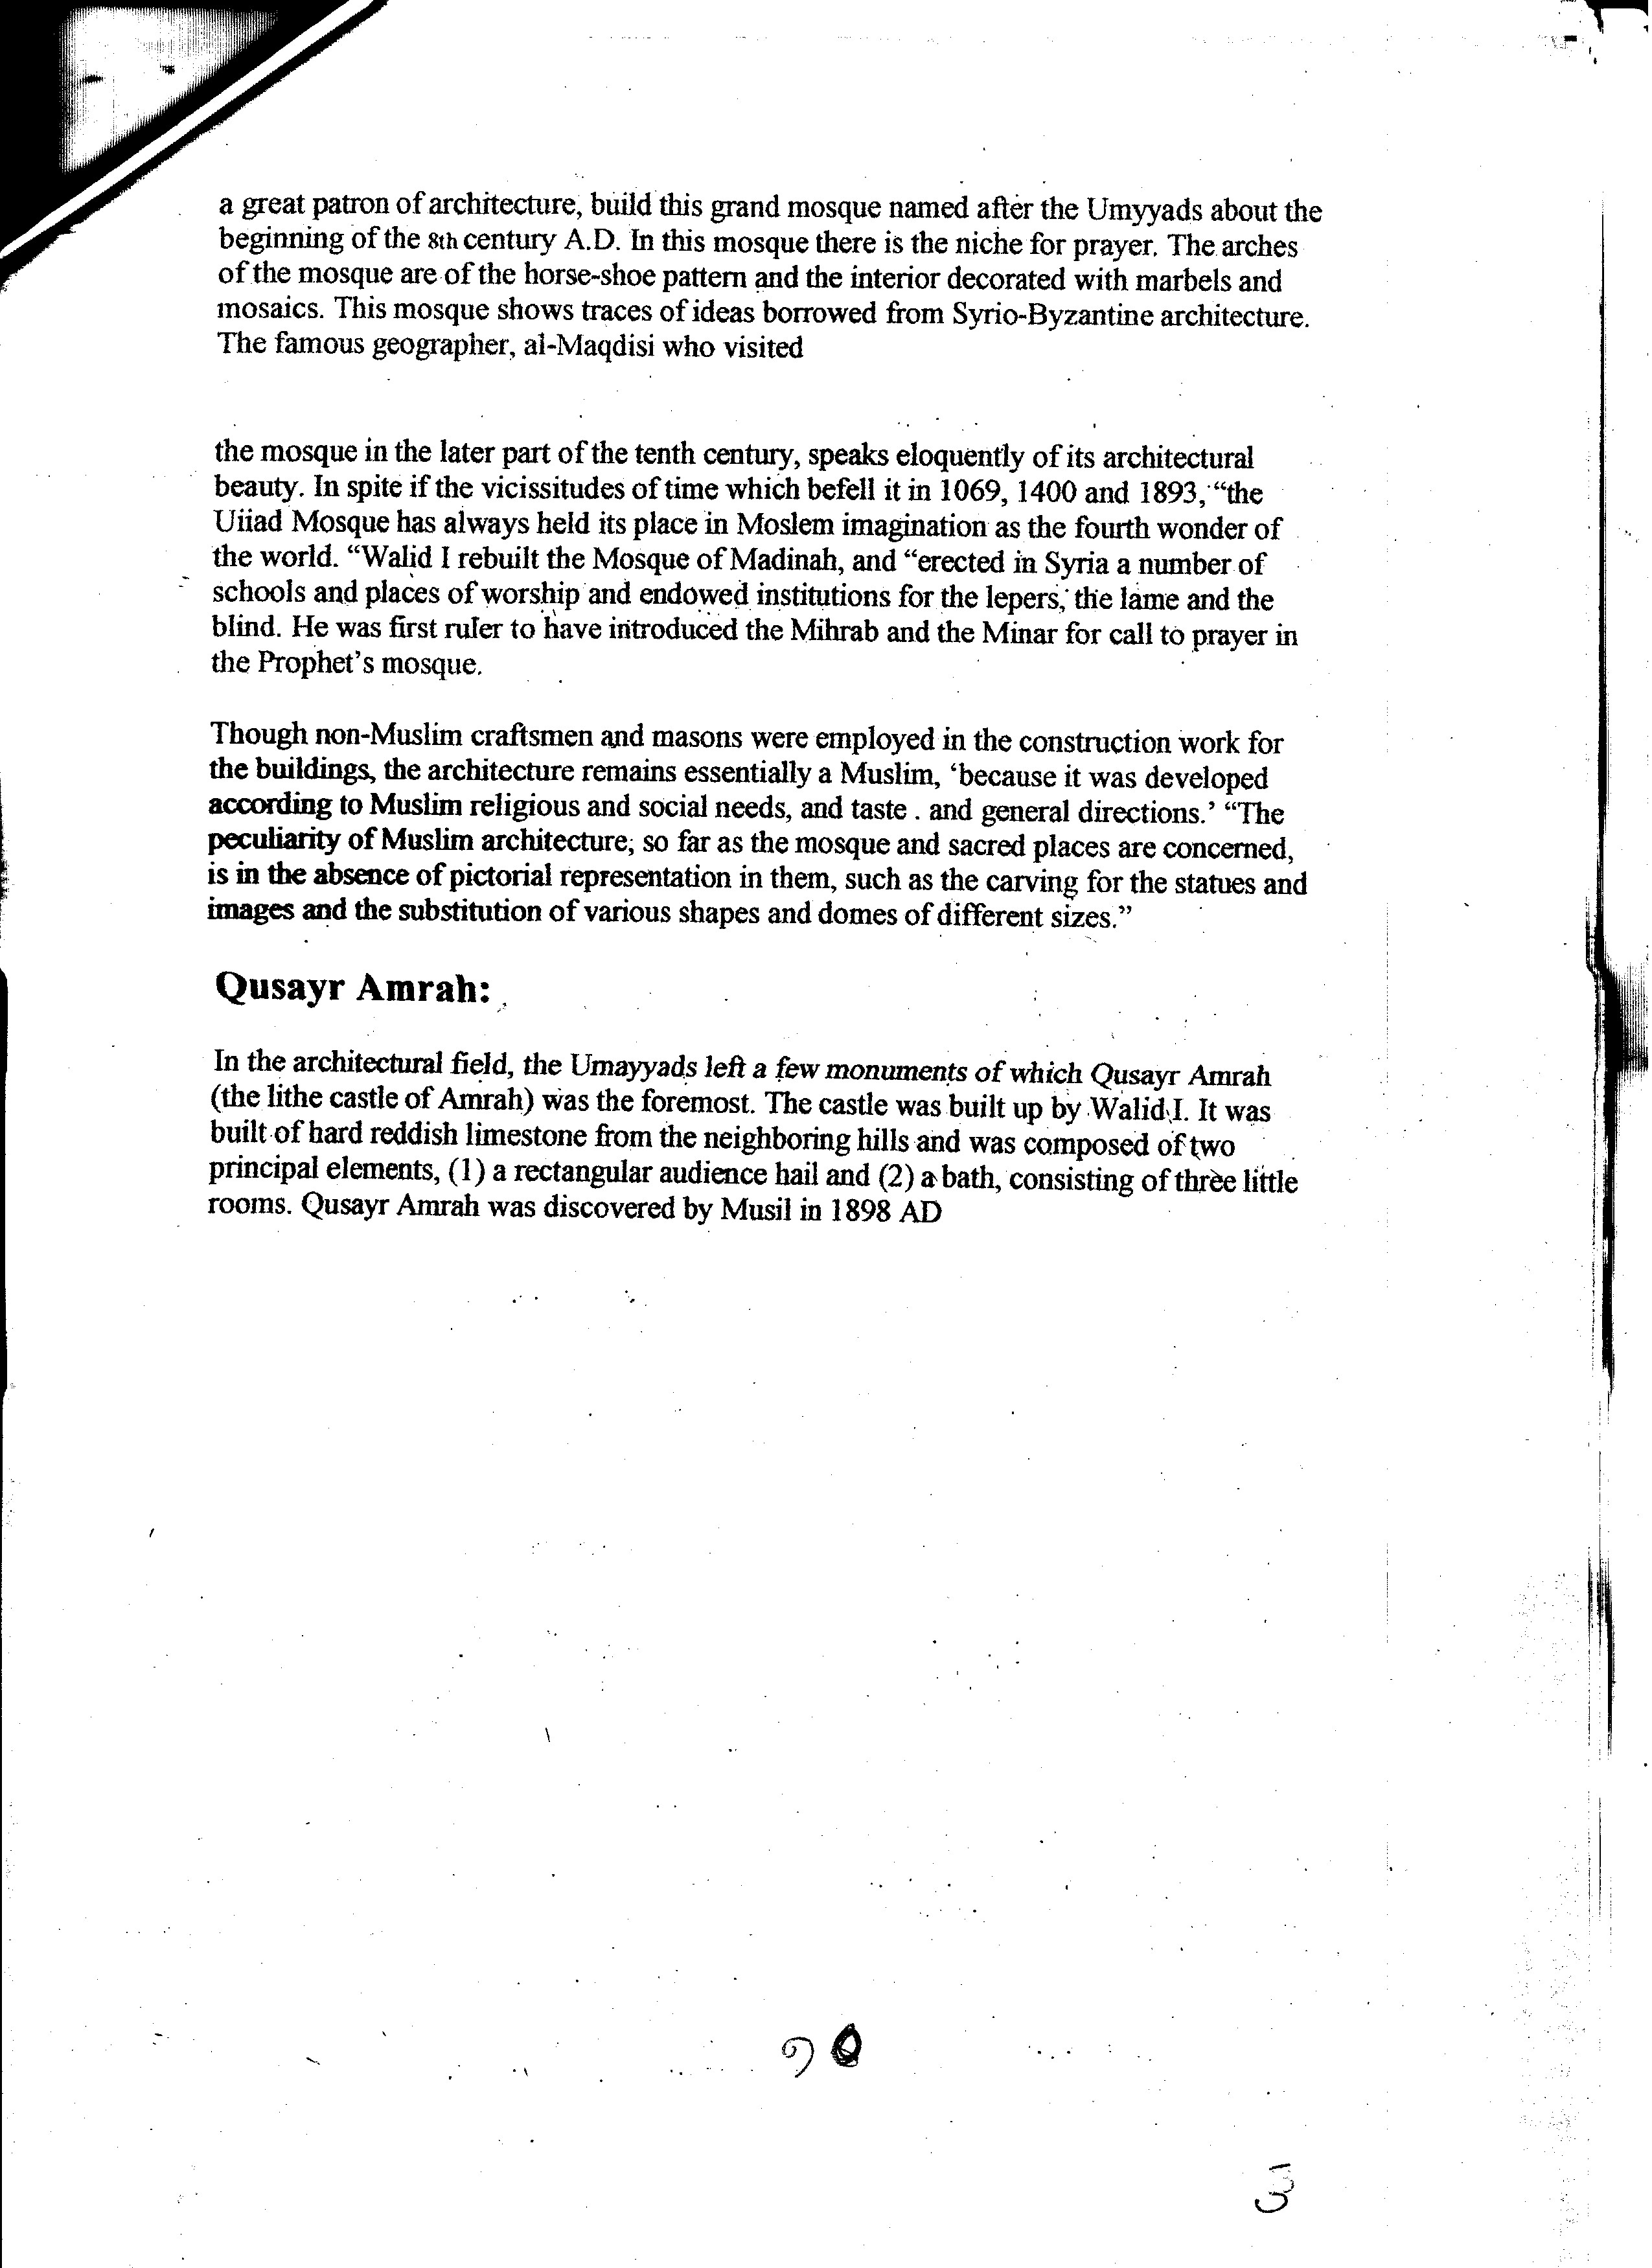 a great patron of architecture, build this grand mosque named after the Umyyads about the
beginning of the 8th century A.D. In this mosque there is the niche for prayer. The arches
of the mosque are of the horse-shoe pattern and the interior decorated with marbels and
mosaics. This mosque shows traces of ideas borrowed from Syrio-Byzantine architecture.
The famous geographer, al-Maqdisi who visited
the mosque in the later part of the tenth century, speaks eloquently of its architectural
beauty. In spite if the vicissitudes of time which befell it in 1069, 1400 and 1893, “the
Uiiad Mosque has always held its place in Moslem imagination as the fourth wonder of
the world. “Walid I rebuilt the Mosque of Madinah, and “erected in Syria a number of
schools and places of worship and endowed institutions for the lepers, the lame and the
blind. He was first ruler to have introduced the Mihrab and the Minar for call to prayer in
the Prophet’s mosque.
Though non-Muslim craftsmen and masons were employed in the construction work for
the buildings, the architecture remains essentially a Muslim, ‘because it was developed
according to Muslim religious and social needs, and taste . and general directions.’ “The
peculiarity of Muslim architecture, so far as the mosque and sacred places are concerned,
is in the absence of pictorial representation in them, such as the carving for the statues and
images and the substitution of various shapes and domes of different sizes.”
Qusayr Amrah:
In the architectural field, the Umayyads left a few monuments of which Qusayr Amrah
(the lithe castle of Amrah) was the foremost. The castle was built up by Walid I. It was
built of hard reddish limestone from the neighboring hills and was composed of two
principal elements, (1) a rectangular audience hail and (2) a bath, consisting of three little
rooms. Qusayr Amrah was discovered by Musil in 1898 AD